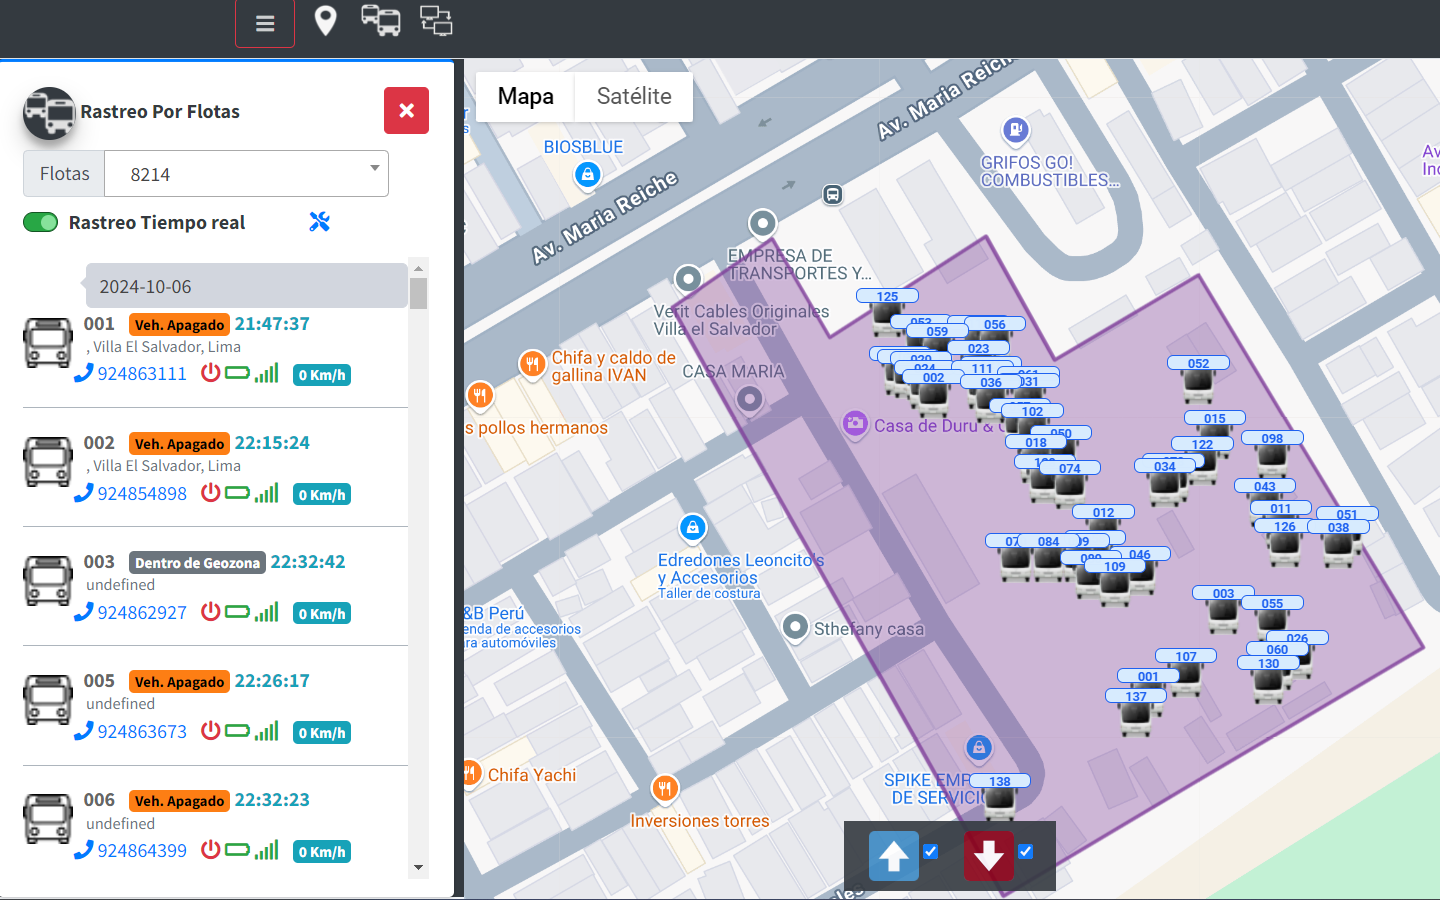 Rastreo Por Flotas
Flotas
8214
Rastreo Tiempo real
2024-10-06
001 Veh. Apagado 21:47:37
, Villa El Salvador, Lima
924863111 0 Km/h
002 Veh. Apagado 22:15:24
, Villa El Salvador, Lima
924854898 0 Km/h
003 Dentro de Geozona 22:32:42
undefined
924862927 0 Km/h
005 Veh. Apagado 22:26:17
undefined
924863673 0 Km/h
006 Veh. Apagado 22:32:23
undefined
924864399 0 Km/h
Mapa
Satélite
Av. Maria Reiche
Av. Maria Reich
BIOSBLUE
GRIFOS GO!
COMBUSTIBLES...
Av
Inc
EMPRESA DE
TRANSPORTES Y...
Verit Cables Originales
Villa el Salvador
Chifa y caldo de
gallina IVAN
CASA MARIA
s pollos hermanos
Casa de Duru &
Edredones Leoncito's
y Accesorios
Taller de costura
&B Perú
enda de accesorios
ra automóviles
Sthefany casa
Chifa Yachi
Inversiones torres
SPIKE EMP
DE SERVICI
les
125
053
059
056
023
020
024
002
111
036
061
031
102
050
018
074
052
015
122
098
034
043
011
051
126
038
012
07
084
09
046
109
003
055
026
060
130
107
001
137
138